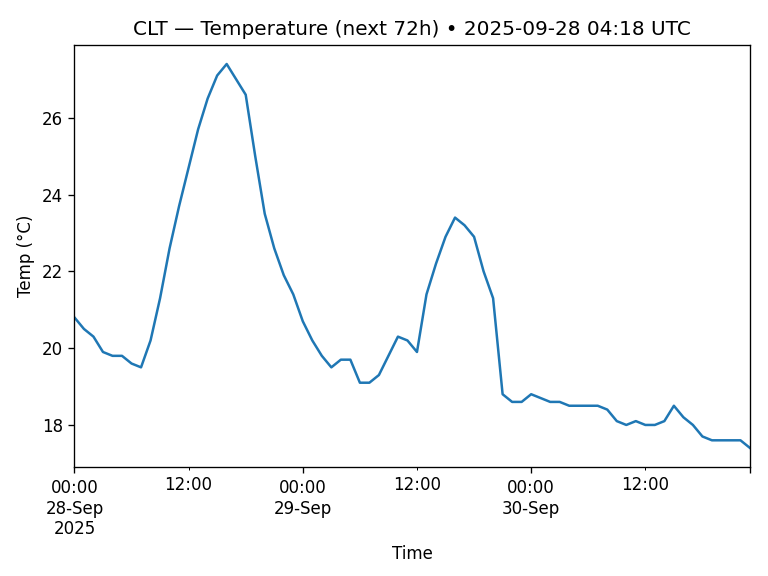 CLT — Temperature (next 72h) • 2025-09-28 04:18 UTC
Temp (°C)
26
24
22
20
18
00:00 12:00 00:00 12:00 00:00 12:00
28-Sep 29-Sep 30-Sep
2025
Time